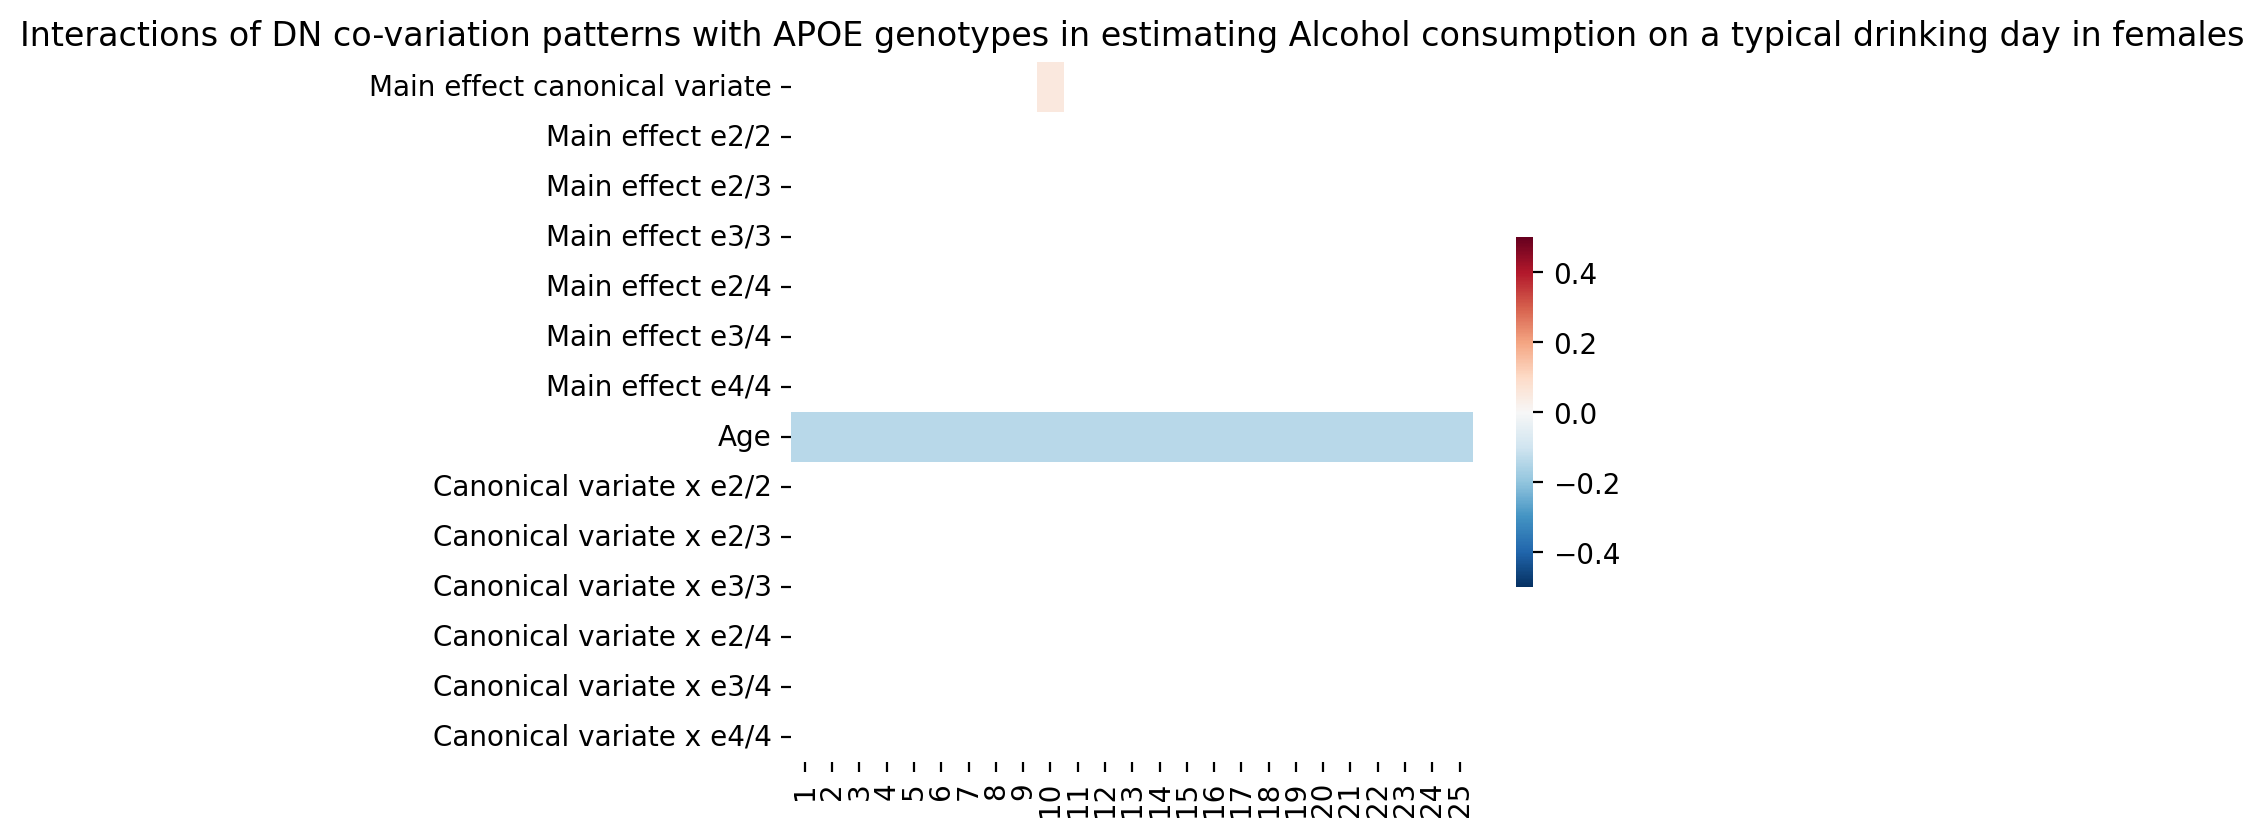 Interactions of DN co-variation patterns with APOE genotypes in estimating Alcohol consumption on a typical drinking day in females
Main effect canonical variate
Main effect e2/2
Main effect e2/3
Main effect e3/3
Main effect e2/4
Main effect e3/4
Main effect e4/4
Age
Canonical variate x e2/2
Canonical variate x e2/3
Canonical variate x e3/3
Canonical variate x e2/4
Canonical variate x e3/4
Canonical variate x e4/4
1 2 3 4 5 6 7 8 9 10 11 12 13 14 15 16 17 18 19 20 21 22 23 24 25
0.4
0.2
0.0
−0.2
−0.4